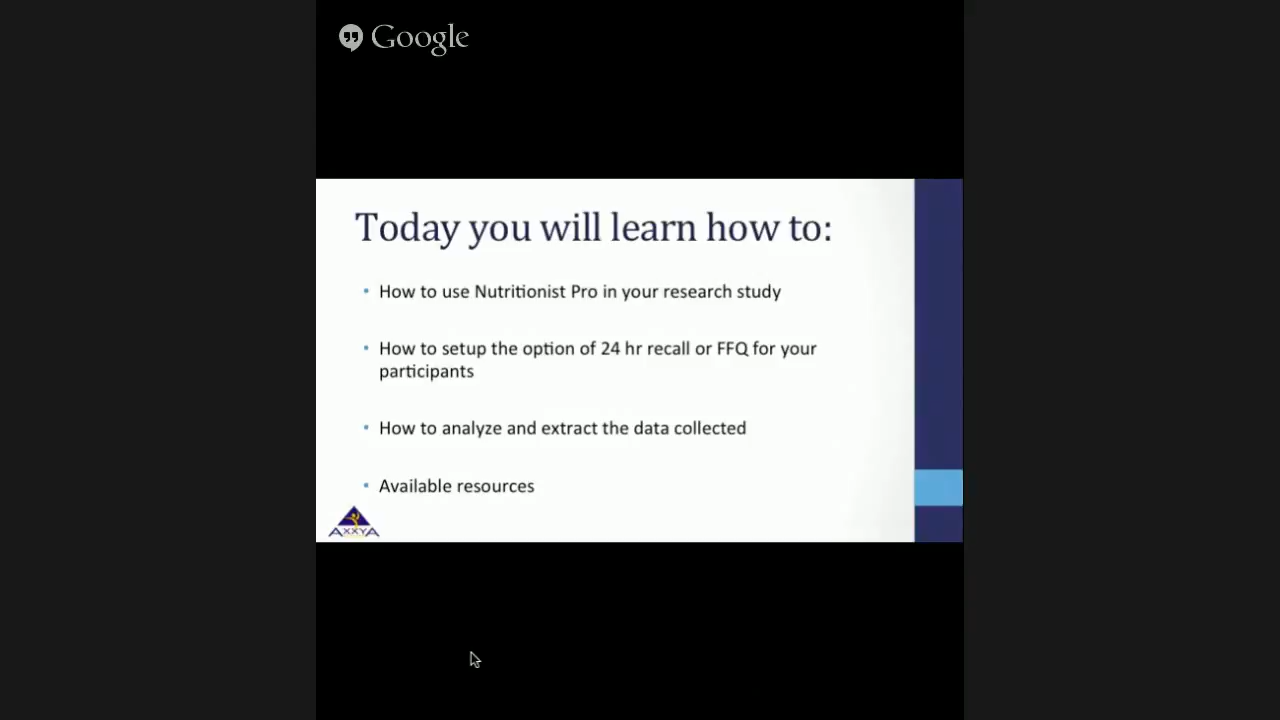 Google
Today you will learn how to:
• How to use Nutritionist Pro in your research study
• How to setup the option of 24 hr recall or FFQ for your
participants
• How to analyze and extract the data collected
• Available resources
AXXYA